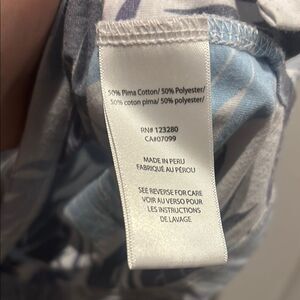 50% Pima Cotton/ 50% Polyester/
50% coton pima/ 50% polyester/
RN# 123280
CA#07099
MADE IN PERU
FABRIQUÉ AU PÉROU
SEE REVERSE FOR CARE
VOIR AU VERSO POUR
LES INSTRUCTIONS
DE LAVAGE